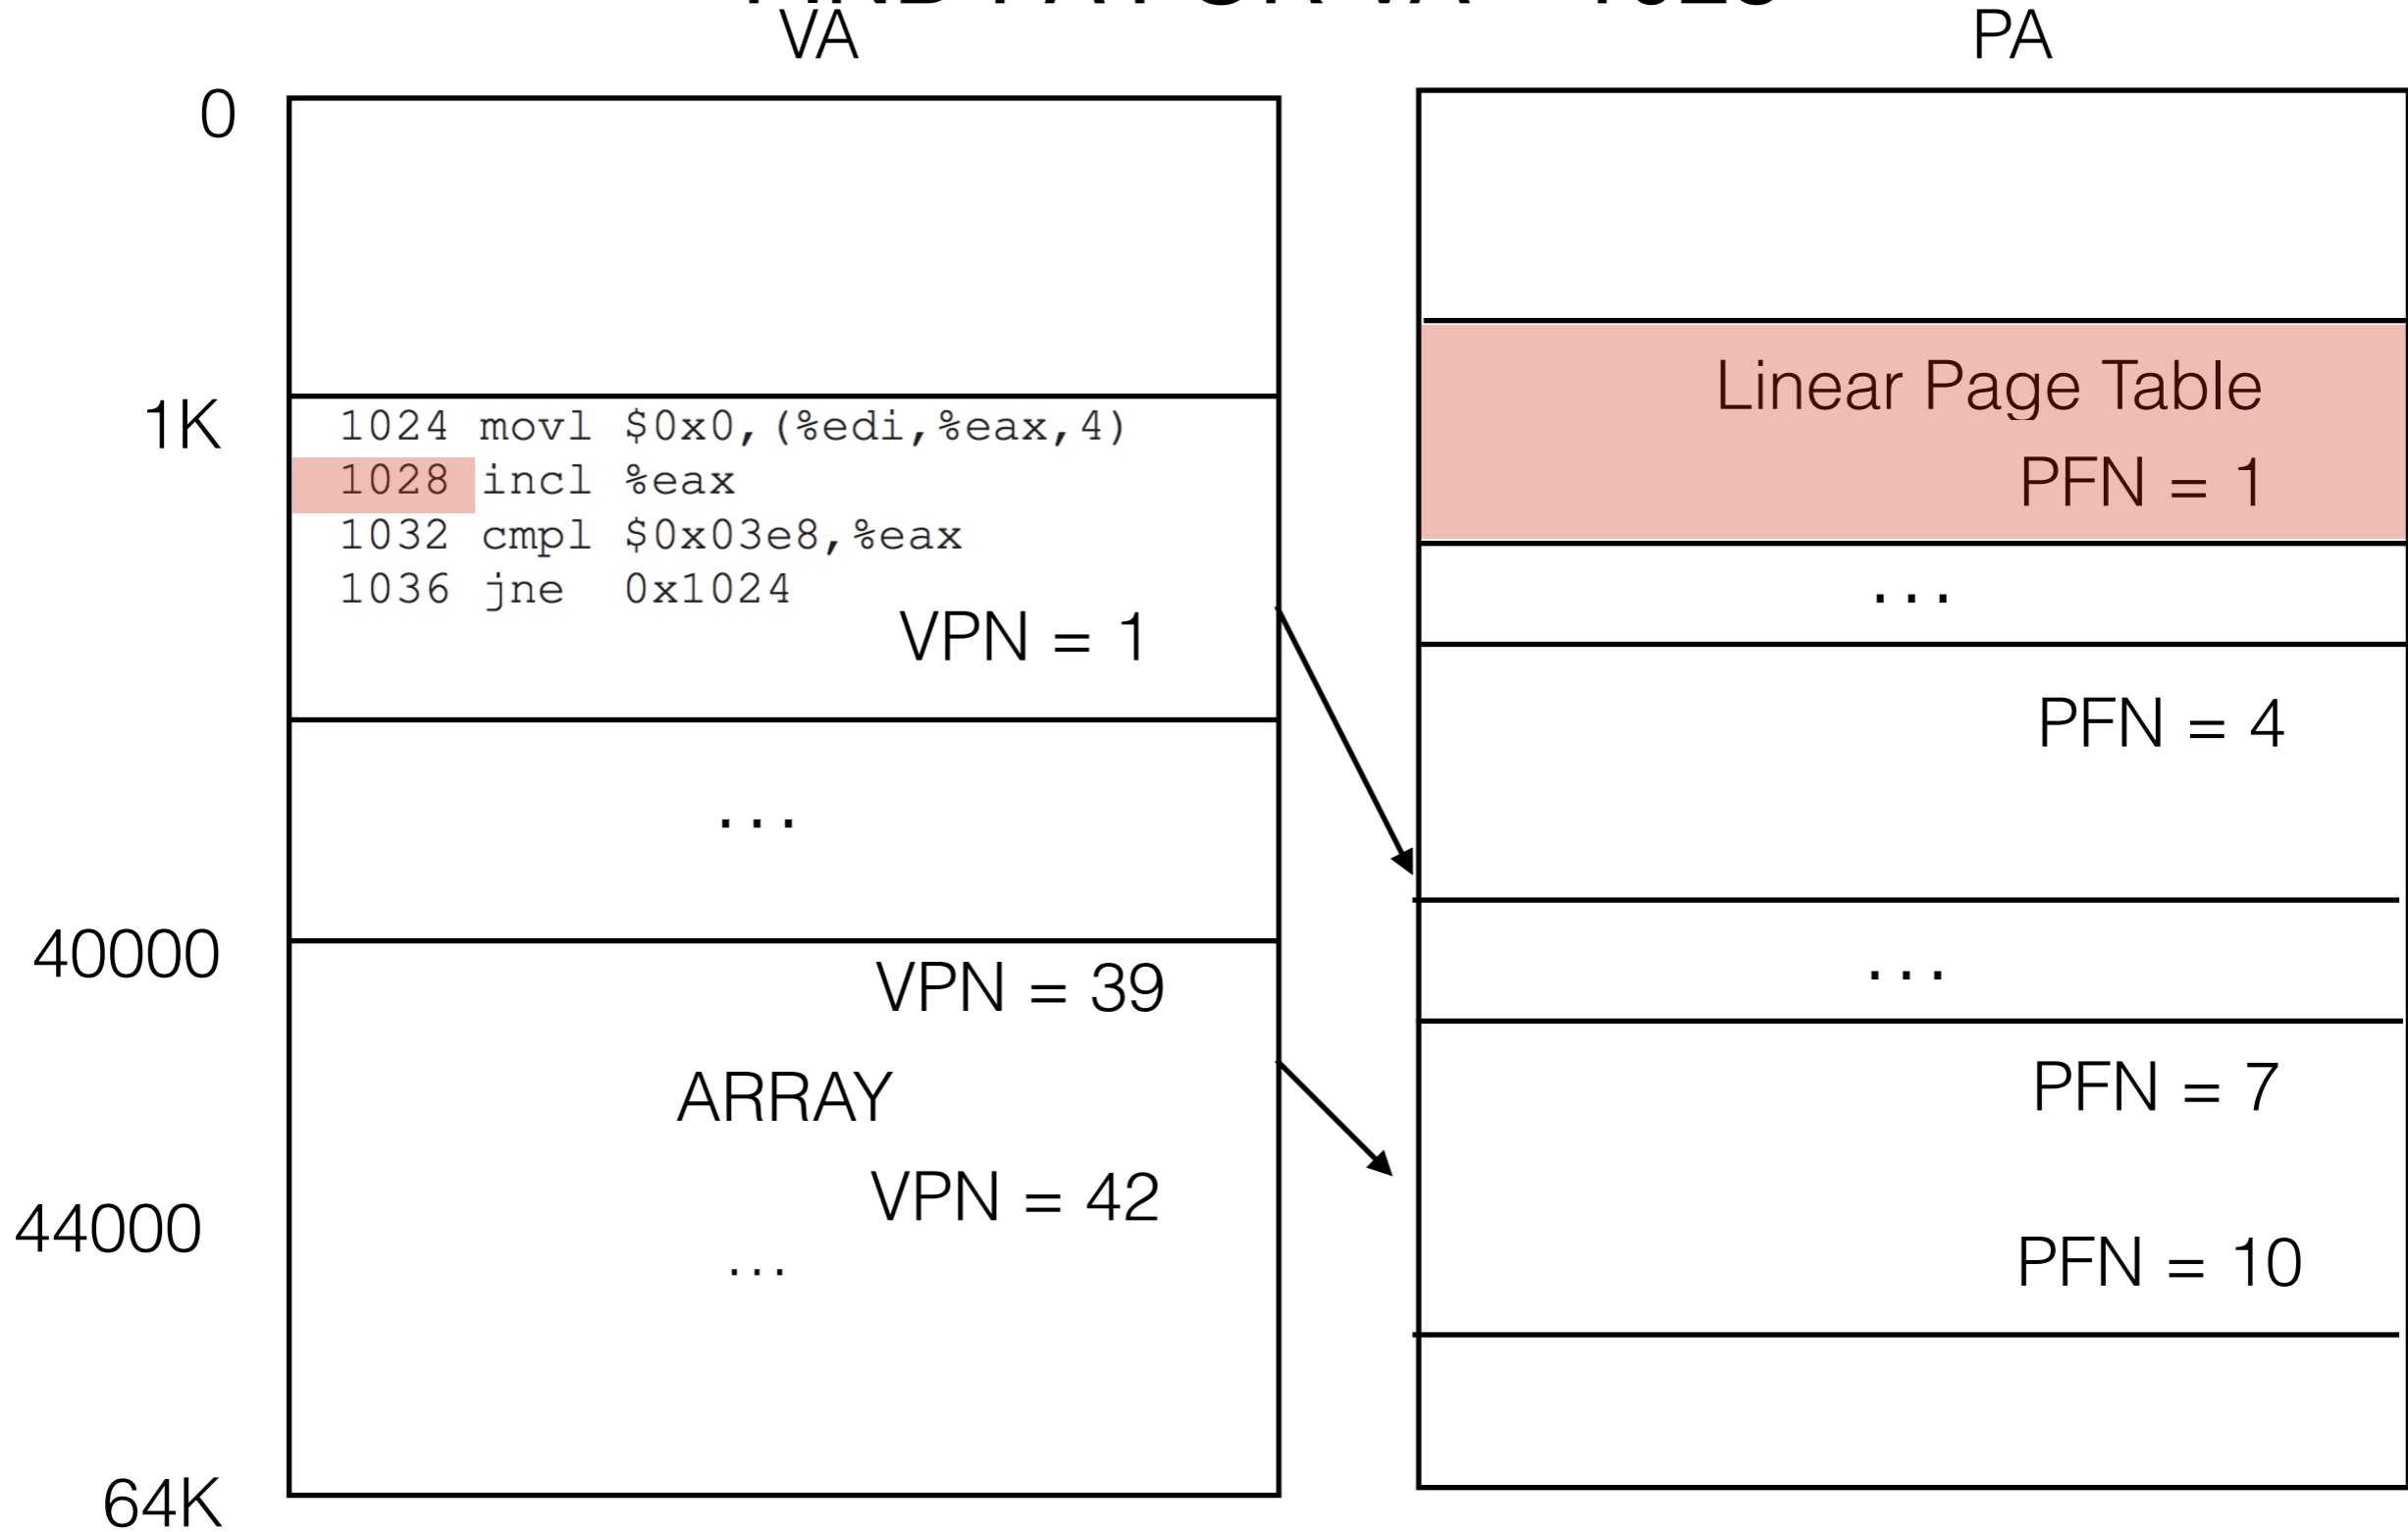 VA
PA
0
1K
1024 movl $0x0,(%edi,%eax,4)
1028 incl %eax
1032 cmpl $0x03e8,%eax
1036 jne 0x1024
VPN = 1
...
40000
VPN = 39
ARRAY
VPN = 42
44000
...
64K
Linear Page Table
PFN = 1
...
PFN = 4
...
PFN = 7
PFN = 10